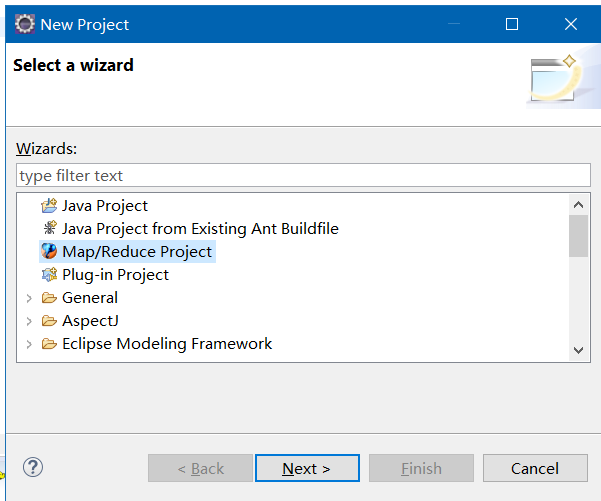 New Project
Select a wizard
Wizards:
type filter text
Java Project
Java Project from Existing Ant Buildfile
Map/Reduce Project
Plug-in Project
General
AspectJ
Eclipse Modeling Framework
? < Back Next > Finish Cancel